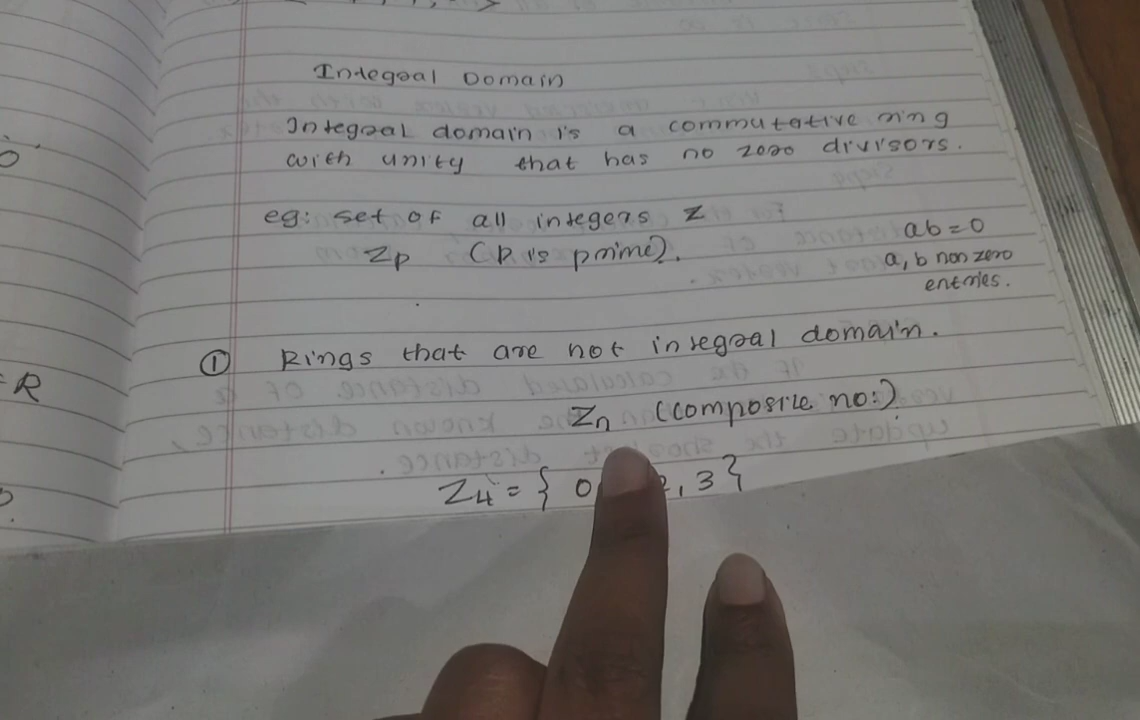 Integral Domain
Integral domain is a commutative ring
with unity that has no zero divisors.
eg: set of all integers Z
Zp (p is prime).
ab = 0
a, b non zero
entries.
① Rings that are not integral domain.
= R
Zn (composite no:).
Z4 = { 0 2, 3 }